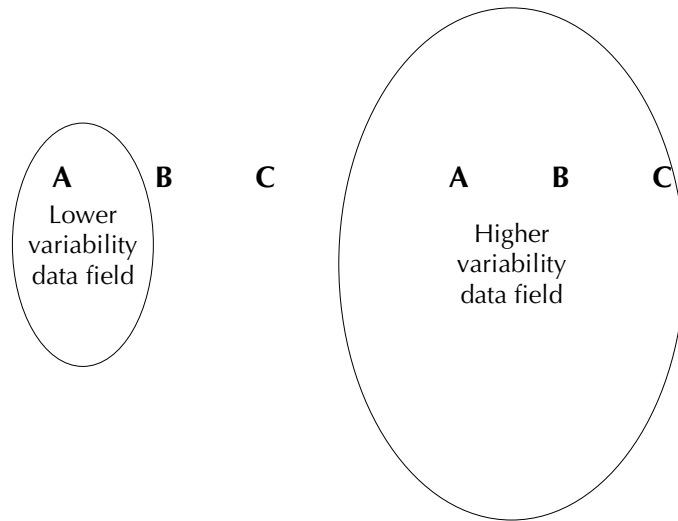 A B C
Lower
variability
data field
A B C
Higher
variability
data field